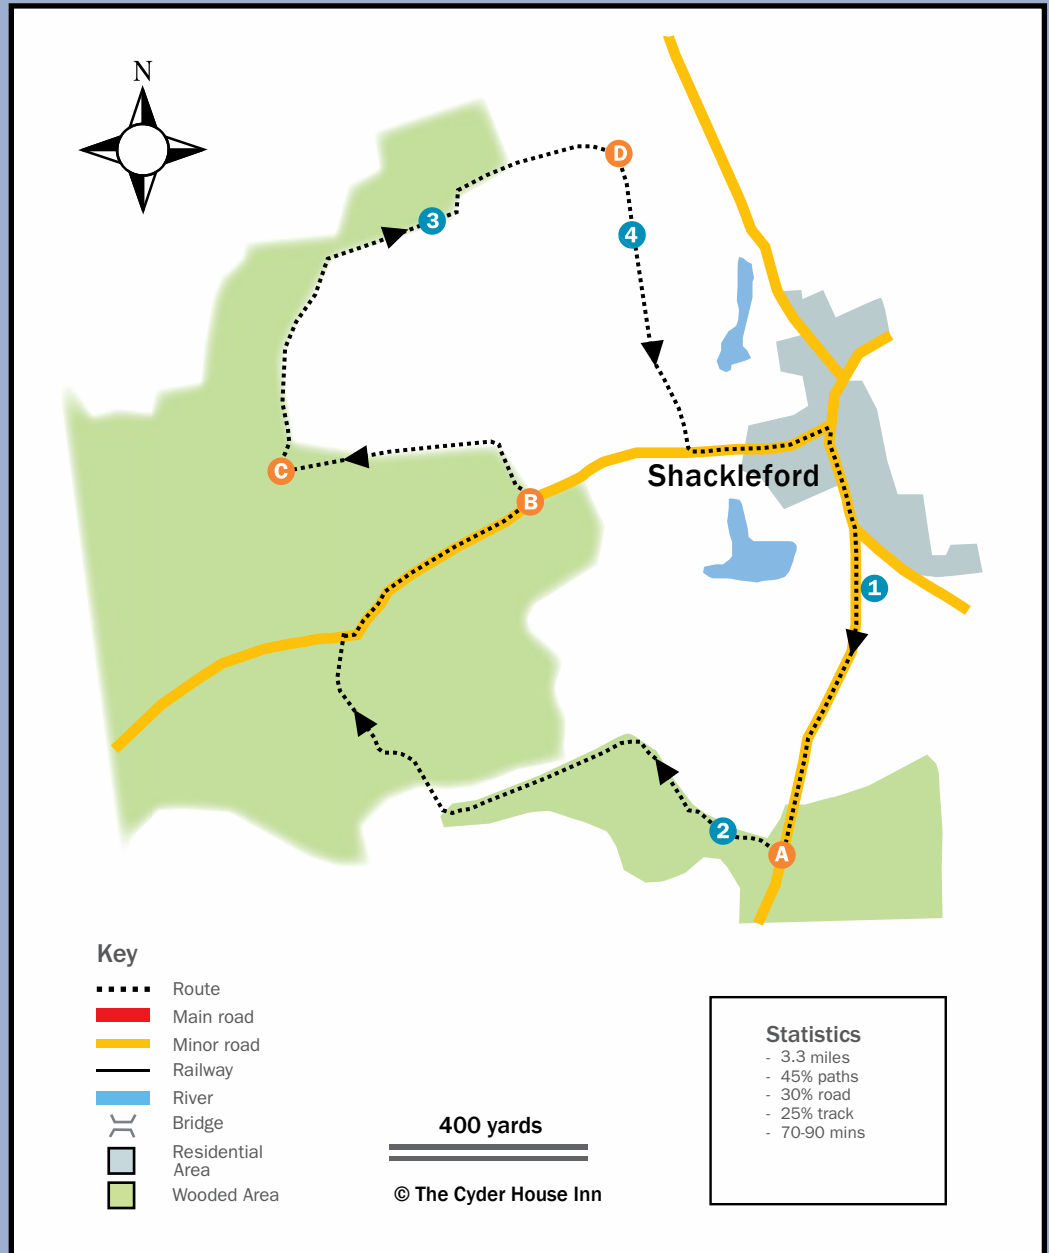 N
D
3
4
C
B
Shackleford
1
2
A
Key
Route
Main road
Minor road
Railway
River
Bridge
Residential
Area
Wooded Area
400 yards
© The Cyder House Inn
Statistics
- 3.3 miles
- 45% paths
- 30% road
- 25% track
- 70-90 mins